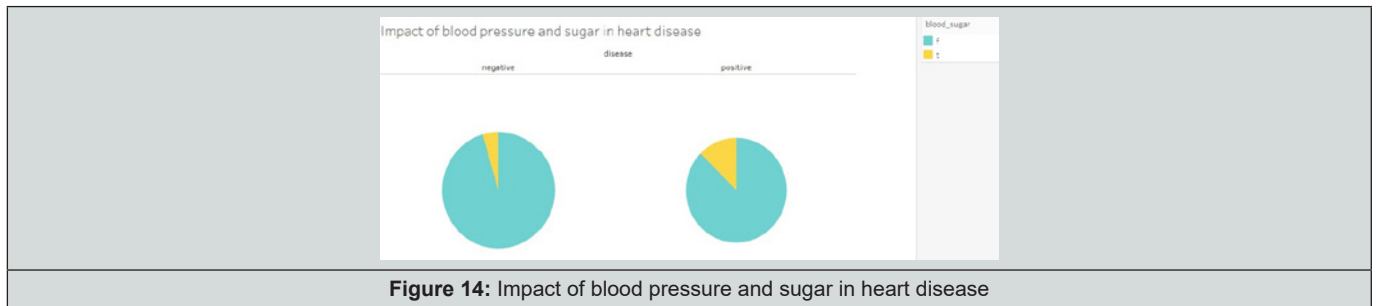 Impact of blood pressure and sugar in heart disease
disease
negative
positive
blood_sugar
f
t
Figure 14: Impact of blood pressure and sugar in heart disease